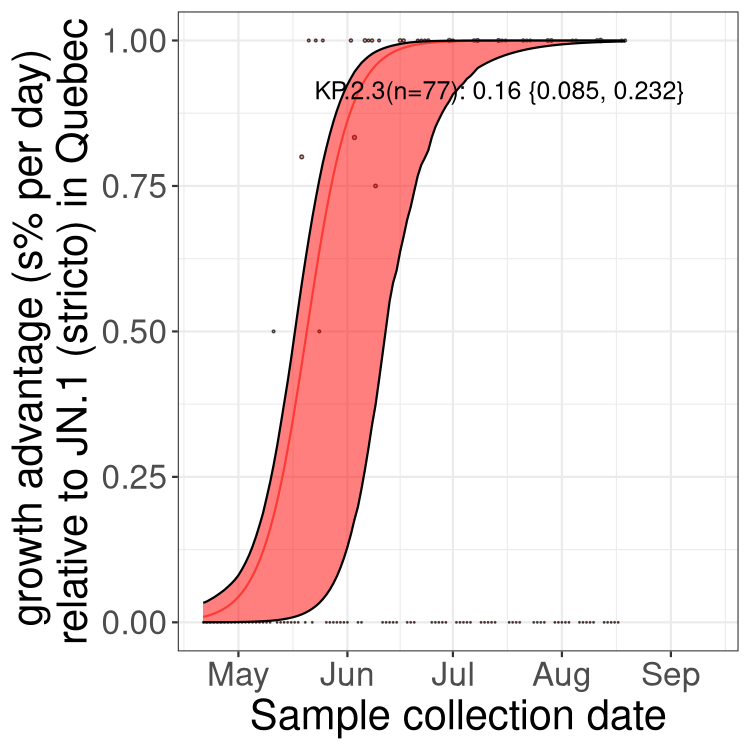 growth advantage (s% per day)
relative to JN.1 (stricto) in Quebec
1.00
0.75
0.50
0.25
0.00
KP.2.3(n=77): 0.16 {0.085, 0.232}
May Jun Jul Aug Sep
Sample collection date